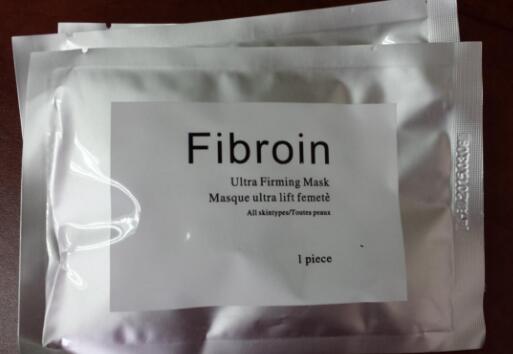 Fibroin
Ultra Firming Mask
Masque ultra lift femetè
All skintypes/Toutes peaux
1 piece